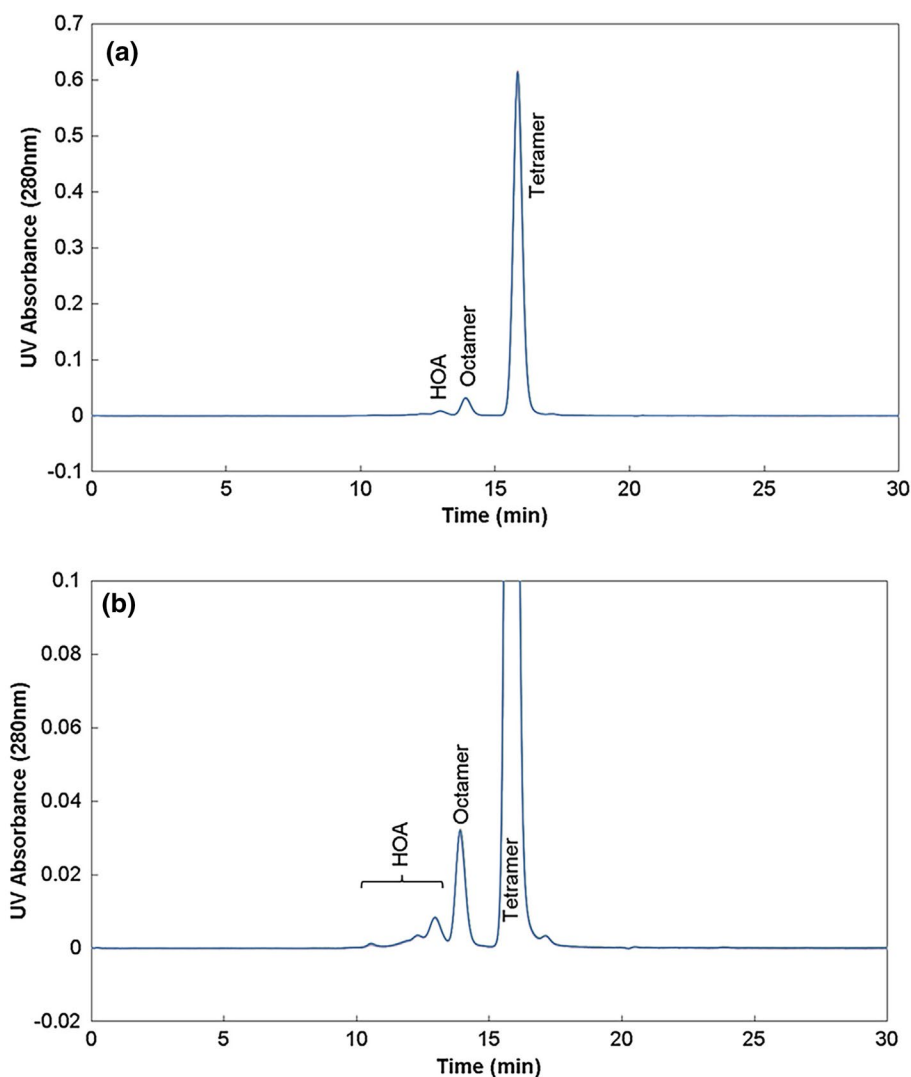 (a)
UV Absorbance (280nm)
0.7
0.6
0.5
0.4
0.3
0.2
0.1
0
-0.1
HOA
Octamer
Tetramer
0 5 10 15 20 25 30
Time (min)
(b)
UV Absorbance (280nm)
0.1
0.08
0.06
0.04
0.02
0
-0.02
HOA
Octamer
Tetramer
0 5 10 15 20 25 30
Time (min)